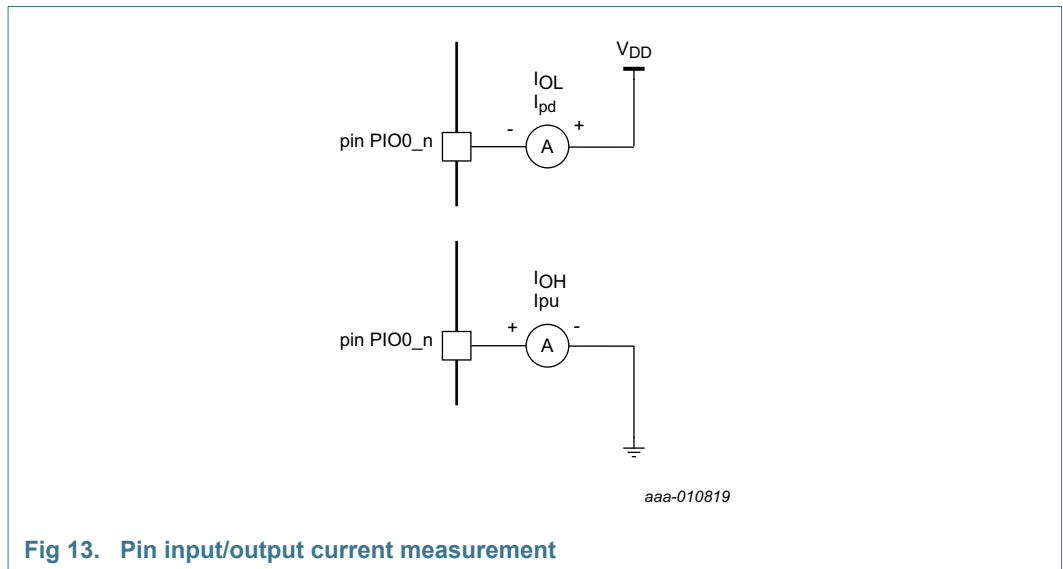 VDD
IOL
Ipd
- +
pin PIO0_n
A
IOH
Ipu
+ -
pin PIO0_n
A
aaa-010819
Fig 13. Pin input/output current measurement